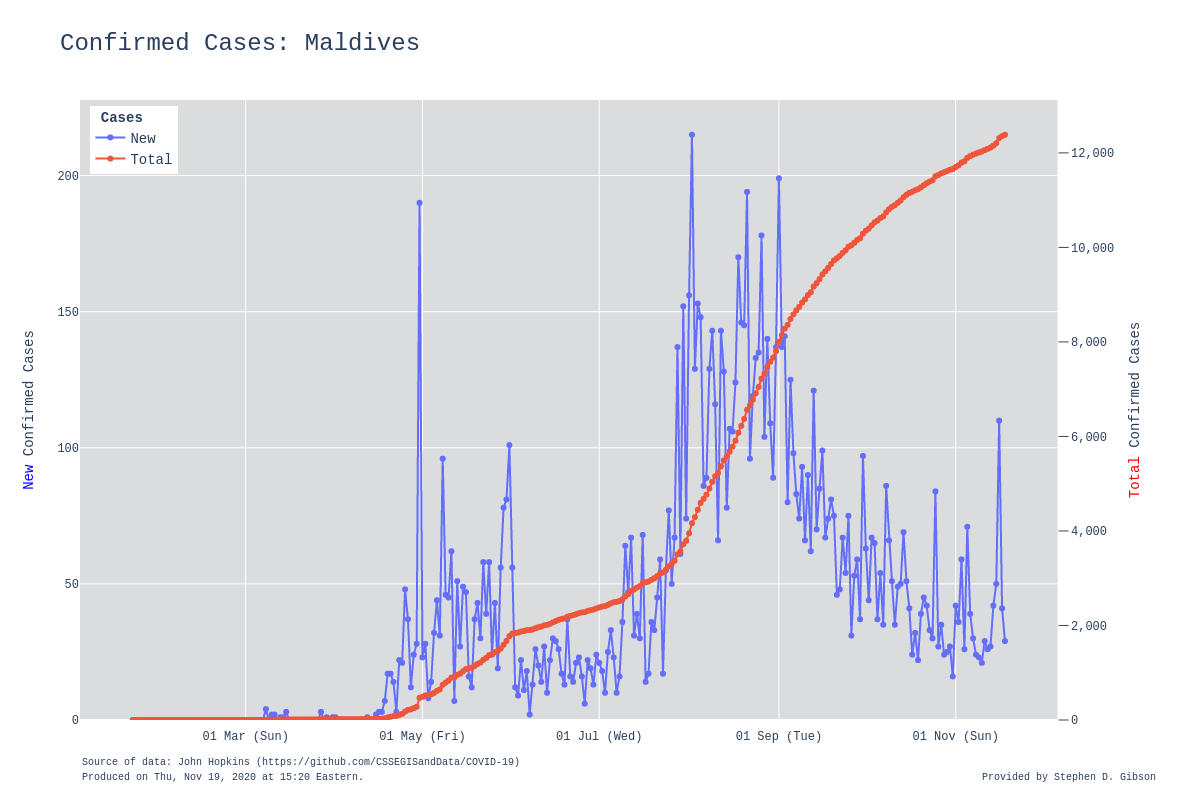 Confirmed Cases: Maldives
Cases
New
Total
200
150
100
50
0
12,000
10,000
8,000
6,000
4,000
2,000
0
New Confirmed Cases
Total Confirmed Cases
01 Mar (Sun)
01 May (Fri)
01 Jul (Wed)
01 Sep (Tue)
01 Nov (Sun)
Source of data: John Hopkins (https://github.com/CSSEGISandData/COVID-19)
Produced on Thu, Nov 19, 2020 at 15:20 Eastern.
Provided by Stephen D. Gibson